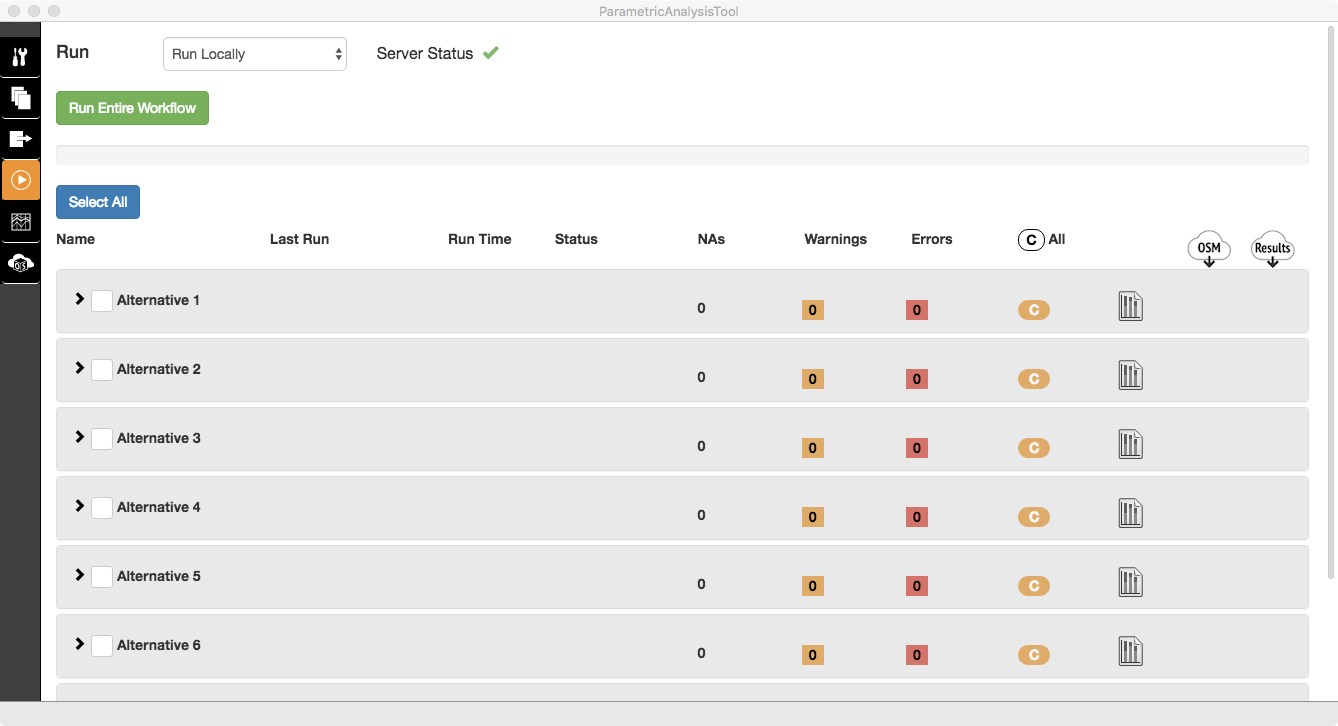 ParametricAnalysisTool
Run Run Locally Server Status
Run Entire Workflow
Select All
Name Last Run Run Time Status NAs Warnings Errors C All OSM Results
Alternative 1 0 0 0 C
Alternative 2 0 0 0 C
Alternative 3 0 0 0 C
Alternative 4 0 0 0 C
Alternative 5 0 0 0 C
Alternative 6 0 0 0 C